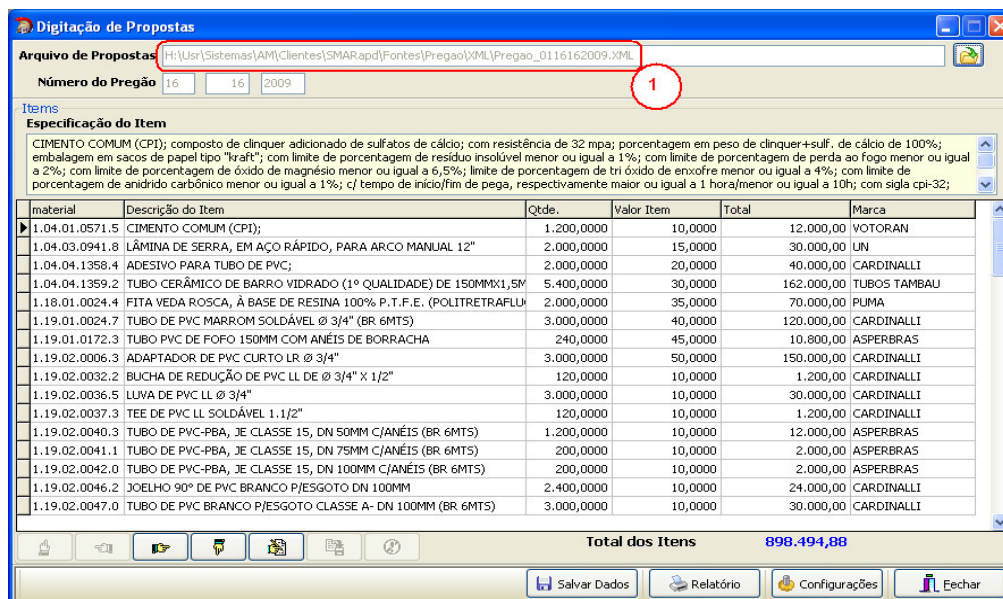 Digitação de Propostas
Arquivo de Propostas H:\Usr\Sistemas\AM\Clientes\SMARapd\Fontes\Pregao\XML\Pregao_0116162009.XML
1
Número do Pregão 16 16 2009
Items
Especificação do Item
CIMENTO COMUM (CPI); composto de clinquer adicionado de sulfatos de cálcio; com resistência de 32 mpa; porcentagem em peso de clinquer+sulf. de cálcio de 100%;
embalagem em sacos de papel tipo "kraft"; com limite de porcentagem de resíduo insolúvel menor ou igual a 1%; com limite de porcentagem de perda ao fogo menor ou igual
a 2%; com limite de porcentagem de óxido de magnésio menor ou igual a 6,5%; limite de porcentagem de tri óxido de enxofre menor ou igual a 4%; com limite de
porcentagem de anidrido carbônico menor ou igual a 1%; c/ tempo de início/fim de pega, respectivamente maior ou igual a 1 hora/menor ou igual a 10h; com sigla cpi-32;
material Descrição do Item Qtde. Valor Item Total Marca
1.04.01.0571.5 CIMENTO COMUM (CPI); 1.200,0000 10,0000 12.000,00 VOTORAN
1.04.03.0941.8 LÂMINA DE SERRA, EM AÇO RÁPIDO, PARA ARCO MANUAL 12" 2.000,0000 15,0000 30.000,00 UN
1.04.04.1358.4 ADESIVO PARA TUBO DE PVC; 2.000,0000 20,0000 40.000,00 CARDINALLI
1.04.04.1359.2 TUBO CERÂMICO DE BARRO VIDRADO (1º QUALIDADE) DE 150MMX1,5M 5.400,0000 30,0000 162.000,00 TUBOS TAMBAU
1.18.01.0024.4 FITA VEDA ROSCA, À BASE DE RESINA 100% P.T.F.E. (POLITRETRAFLU 2.000,0000 35,0000 70.000,00 PUMA
1.19.01.0024.7 TUBO DE PVC MARROM SOLDÁVEL Ø 3/4" (BR 6MTS) 3.000,0000 40,0000 120.000,00 CARDINALLI
1.19.01.0172.3 TUBO PVC DE FOFO 150MM COM ANÉIS DE BORRACHA 240,0000 45,0000 10.800,00 ASPERBRAS
1.19.02.0006.3 ADAPTADOR DE PVC CURTO LR Ø 3/4" 3.000,0000 50,0000 150.000,00 CARDINALLI
1.19.02.0032.2 BUCHA DE REDUÇÃO DE PVC LL DE Ø 3/4" X 1/2" 120,0000 10,0000 1.200,00 CARDINALLI
1.19.02.0036.5 LUVA DE PVC LL Ø 3/4" 3.000,0000 10,0000 30.000,00 CARDINALLI
1.19.02.0037.3 TEE DE PVC LL SOLDÁVEL 1.1/2" 120,0000 10,0000 1.200,00 CARDINALLI
1.19.02.0040.3 TUBO DE PVC-PBA, JE CLASSE 15, DN 50MM C/ANÉIS (BR 6MTS) 1.200,0000 10,0000 12.000,00 ASPERBRAS
1.19.02.0041.1 TUBO DE PVC-PBA, JE CLASSE 15, DN 75MM C/ANÉIS (BR 6MTS) 200,0000 10,0000 2.000,00 ASPERBRAS
1.19.02.0042.0 TUBO DE PVC-PBA, JE CLASSE 15, DN 100MM C/ANÉIS (BR 6MTS) 200,0000 10,0000 2.000,00 ASPERBRAS
1.19.02.0046.2 JOELHO 90º DE PVC BRANCO P/ESGOTO DN 100MM 2.400,0000 10,0000 24.000,00 CARDINALLI
1.19.02.0047.0 TUBO DE PVC BRANCO P/ESGOTO CLASSE A- DN 100MM (BR 6MTS) 3.000,0000 10,0000 30.000,00 CARDINALLI
Total dos Itens 898.494,88
Salvar Dados Relatório Configurações Fechar